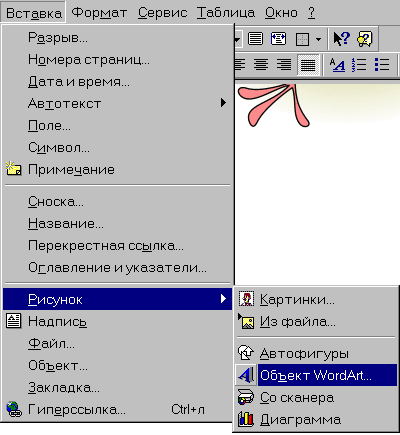 Вставка Формат Сервис Таблица Окно ?
Разрыв...
Номера страниц...
Дата и время...
Автотекст
Поле...
Символ...
Примечание
Сноска...
Название...
Перекрестная ссылка...
Оглавление и указатели...
Рисунок
Надпись
Файл...
Объект...
Закладка...
Гиперссылка... Ctrl+л
Картинки...
Из файла...
Автофигуры
Объект WordArt...
Со сканера
Диаграмма